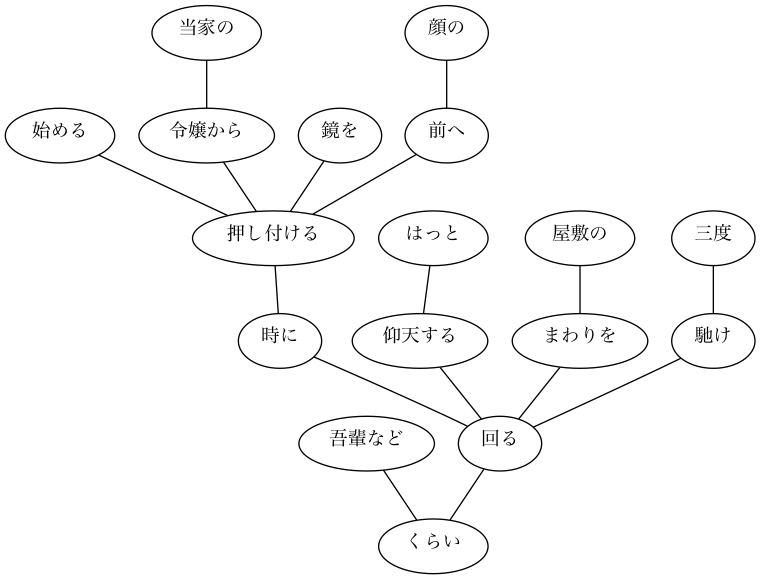 当家の
顔の
始める
令嬢から
鏡を
前へ
押し付ける
はっと
屋敷の
三度
時に
仰天する
まわりを
馳け
吾輩など
回る
くらい